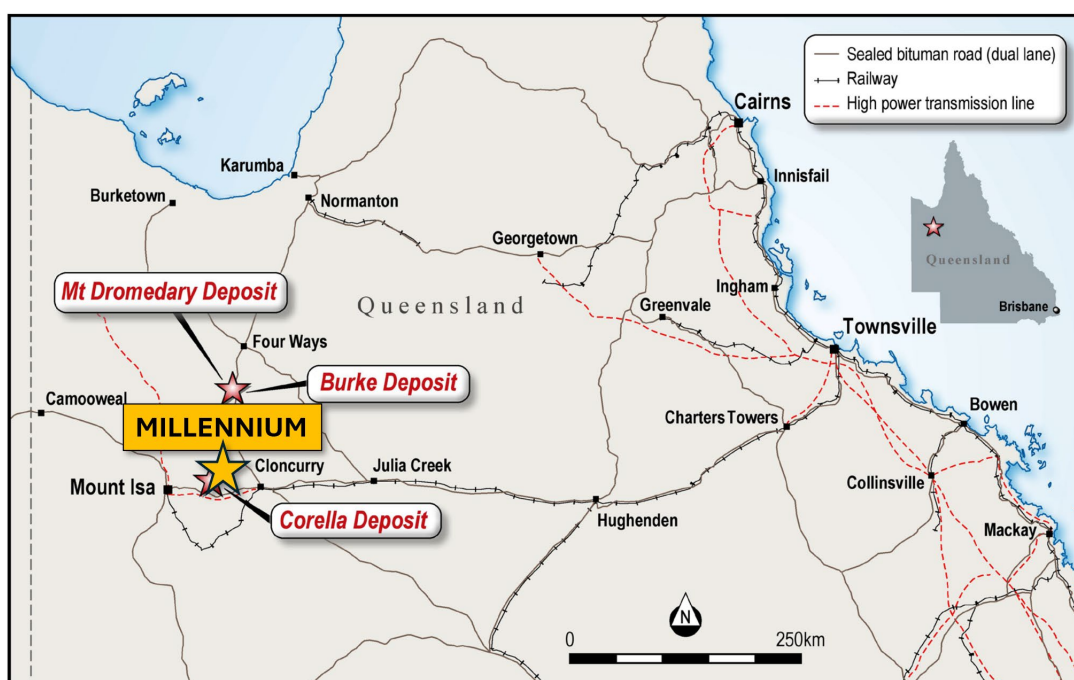 Sealed bituman road (dual lane)
Railway
High power transmission line
Cairns
Karumba
Innisfail
Burketown
Normanton
Georgetown
Queensland
Brisbane
Mt Dromedary Deposit
Queensland
Ingham
Greenvale
Townsville
Four Ways
Burke Deposit
Camooweal
MILLENNIUM
Charters Towers
Bowen
Cloncurry
Julia Creek
Mount Isa
Collinsville
Corella Deposit
Hughenden
Mackay
N
0
250km